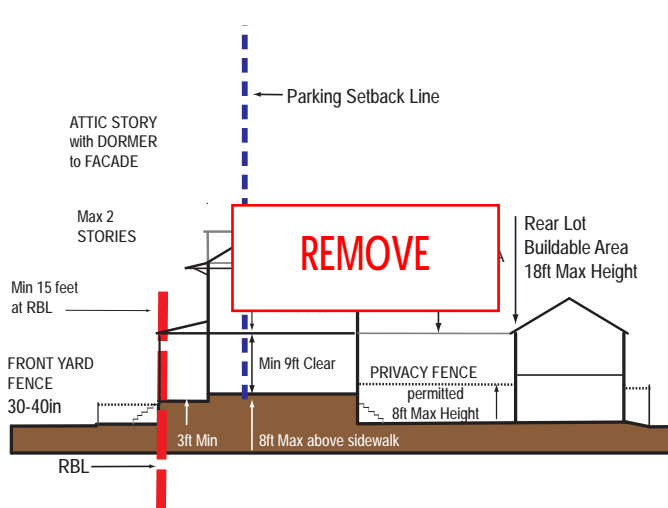 Parking Setback Line
ATTIC STORY
with DORMER
to FACADE
Max 2
STORIES
REMOVE
A
Rear Lot
Buildable Area
18ft Max Height
Min 15 feet
at RBL
Min 9ft Clear
FRONT YARD
FENCE
30-40in
PRIVACY FENCE
permitted
8ft Max Height
3ft Min
8ft Max above sidewalk
RBL